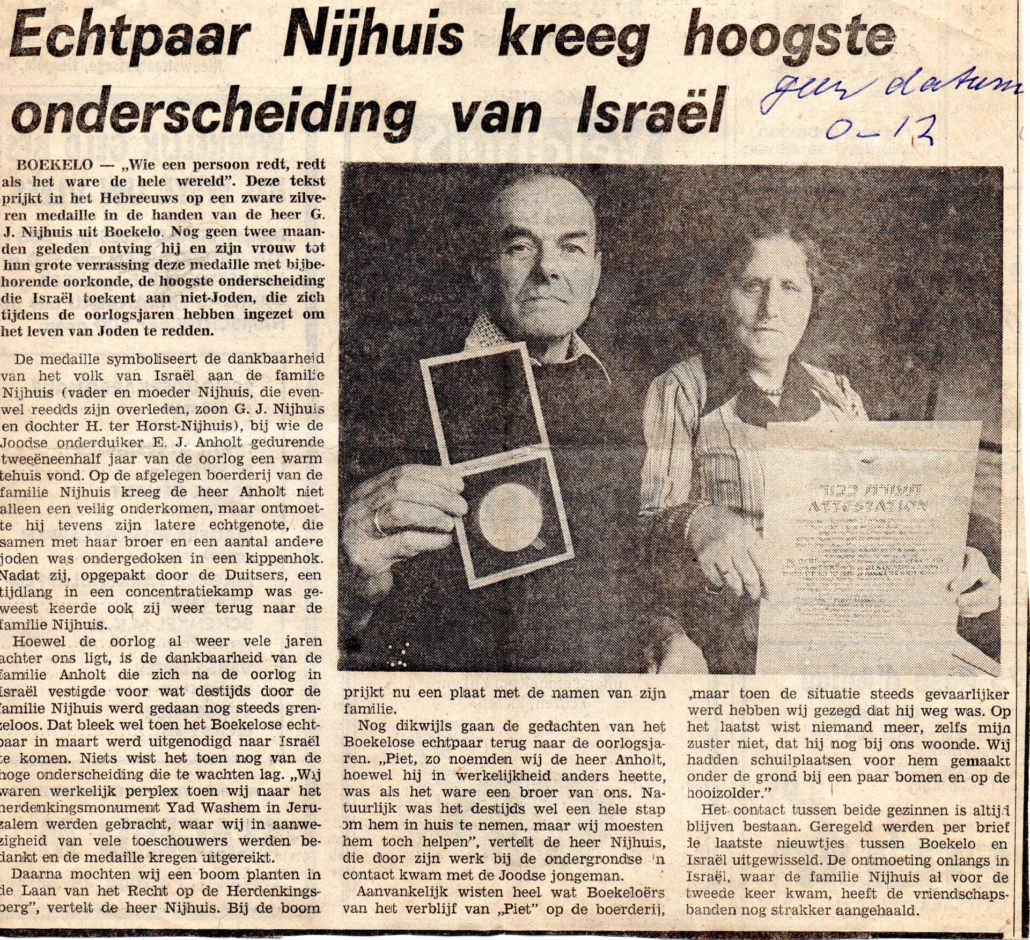 Echtpaar Nijhuis kreeg hoogste
onderscheiding van Israël
geen datum
0-12
BOEKELO — „Wie een persoon redt, redt
als het ware de hele wereld”. Deze tekst
prijkt in het Hebreeuws op een zware zilve-
ren medaille in de handen van de heer G.
J. Nijhuis uit Boekelo. Nog geen twee maan-
den geleden ontving hij en zijn vrouw tot
hun grote verrassing deze medaille met bijbe-
horende oorkonde, de hoogste onderscheiding
die Israël toekent aan niet-Joden, die zich
tijdens de oorlogsjaren hebben ingezet om
het leven van Joden te redden.
De medaille symboliseert de dankbaarheid
van het volk van Israël aan de familie
Nijhuis (vader en moeder Nijhuis, die even-
wel reedds zijn overleden, zoon G. J. Nijhuis
en dochter H. ter Horst-Nijhuis), bij wie de
Joodse onderduiker E. J. Anholt gedurende
tweeëneenhalf jaar van de oorlog een warm
tehuis vond. Op de afgelegen boerderij van de
familie Nijhuis kreeg de heer Anholt niet
alleen een veilig onderkomen, maar ontmoet-
te hij tevens zijn latere echtgenote, die
samen met haar broer en een aantal andere
joden was ondergedoken in een kippenhok.
Nadat zij, opgepakt door de Duitsers, een
tijdlang in een concentratiekamp was ge-
weest keerde ook zij weer terug naar de
familie Nijhuis.
Hoewel de oorlog al weer vele jaren
achter ons ligt, is de dankbaarheid van de
familie Anholt die zich na de oorlog in
Israël vestigde voor wat destijds door de
familie Nijhuis werd gedaan nog steeds gren-
zeloos. Dat bleek wel toen het Boekelose echt-
paar in maart werd uitgenodigd naar Israël
te komen. Niets wist het toen nog van de
hoge onderscheiding die te wachten lag. „Wij
waren werkelijk perplex toen wij naar het
herdenkingsmonument Yad Washem in Jeru-
zalem werden gebracht, waar wij in aanwe-
zigheid van vele toeschouwers werden be-
dankt en de medaille kregen uitgereikt.
Daarna mochten wij een boom planten in
de Laan van het Recht op de Herdenkings-
berg”, vertelt de heer Nijhuis. Bij de boom
ATTESTATION
prijkt nu een plaat met de namen van zijn
familie.
Nog dikwijls gaan de gedachten van het
Boekelose echtpaar terug naar de oorlogsja-
ren. „Piet, zo noemden wij de heer Anholt,
hoewel hij in werkelijkheid anders heette,
was als het ware een broer van ons. Na-
tuurlijk was het destijds wel een hele stap
om hem in huis te nemen, maar wij moesten
hem toch helpen”, vertelt de heer Nijhuis,
die door zijn werk bij de ondergrondse 'n
contact kwam met de Joodse jongeman.
Aanvankelijk wisten heel wat Boekeloërs
van het verblijf van „Piet” op de boerderij,
„maar toen de situatie steeds gevaarlijker
werd hebben wij gezegd dat hij weg was. Op
het laatst wist niemand meer, zelfs mijn
zuster niet, dat hij nog bij ons woonde. Wij
hadden schuilplaatsen voor hem gemaakt
onder de grond bij een paar bomen en op de
hooizolder.”
Het contact tussen beide gezinnen is altijd
blijven bestaan. Geregeld werden per brief
de laatste nieuwtjes tussen Boekelo en
Israël uitgewisseld. De ontmoeting onlangs in
Israël, waar de familie Nijhuis al voor de
tweede keer kwam, heeft de vriendschaps-
banden nog strakker aangehaald.